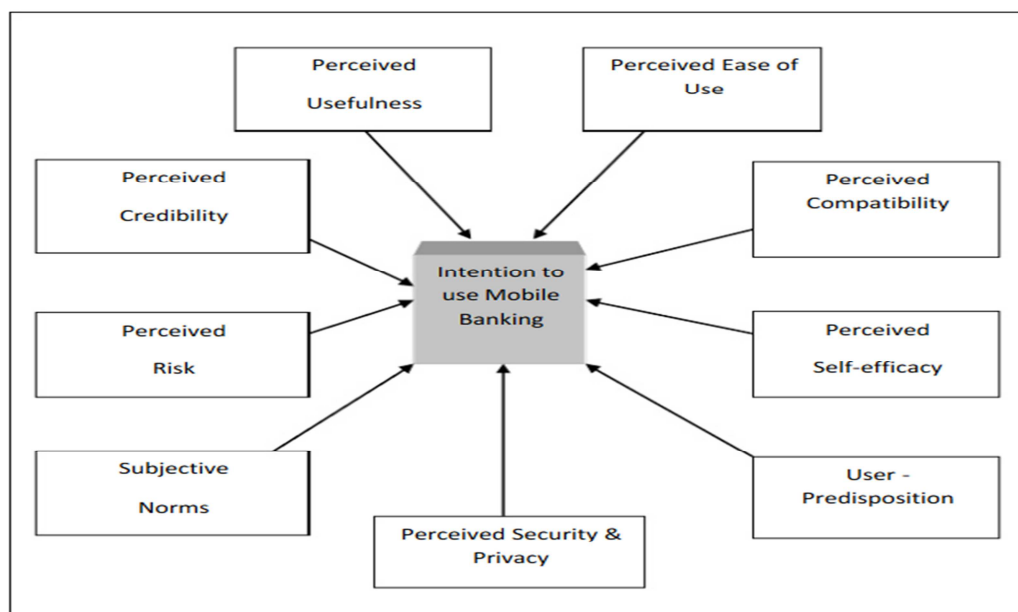 Perceived
Usefulness
Perceived Ease of
Use
Perceived
Credibility
Perceived
Compatibility
Intention to
use Mobile
Banking
Perceived
Risk
Perceived
Self-efficacy
Subjective
Norms
User -
Predisposition
Perceived Security &
Privacy